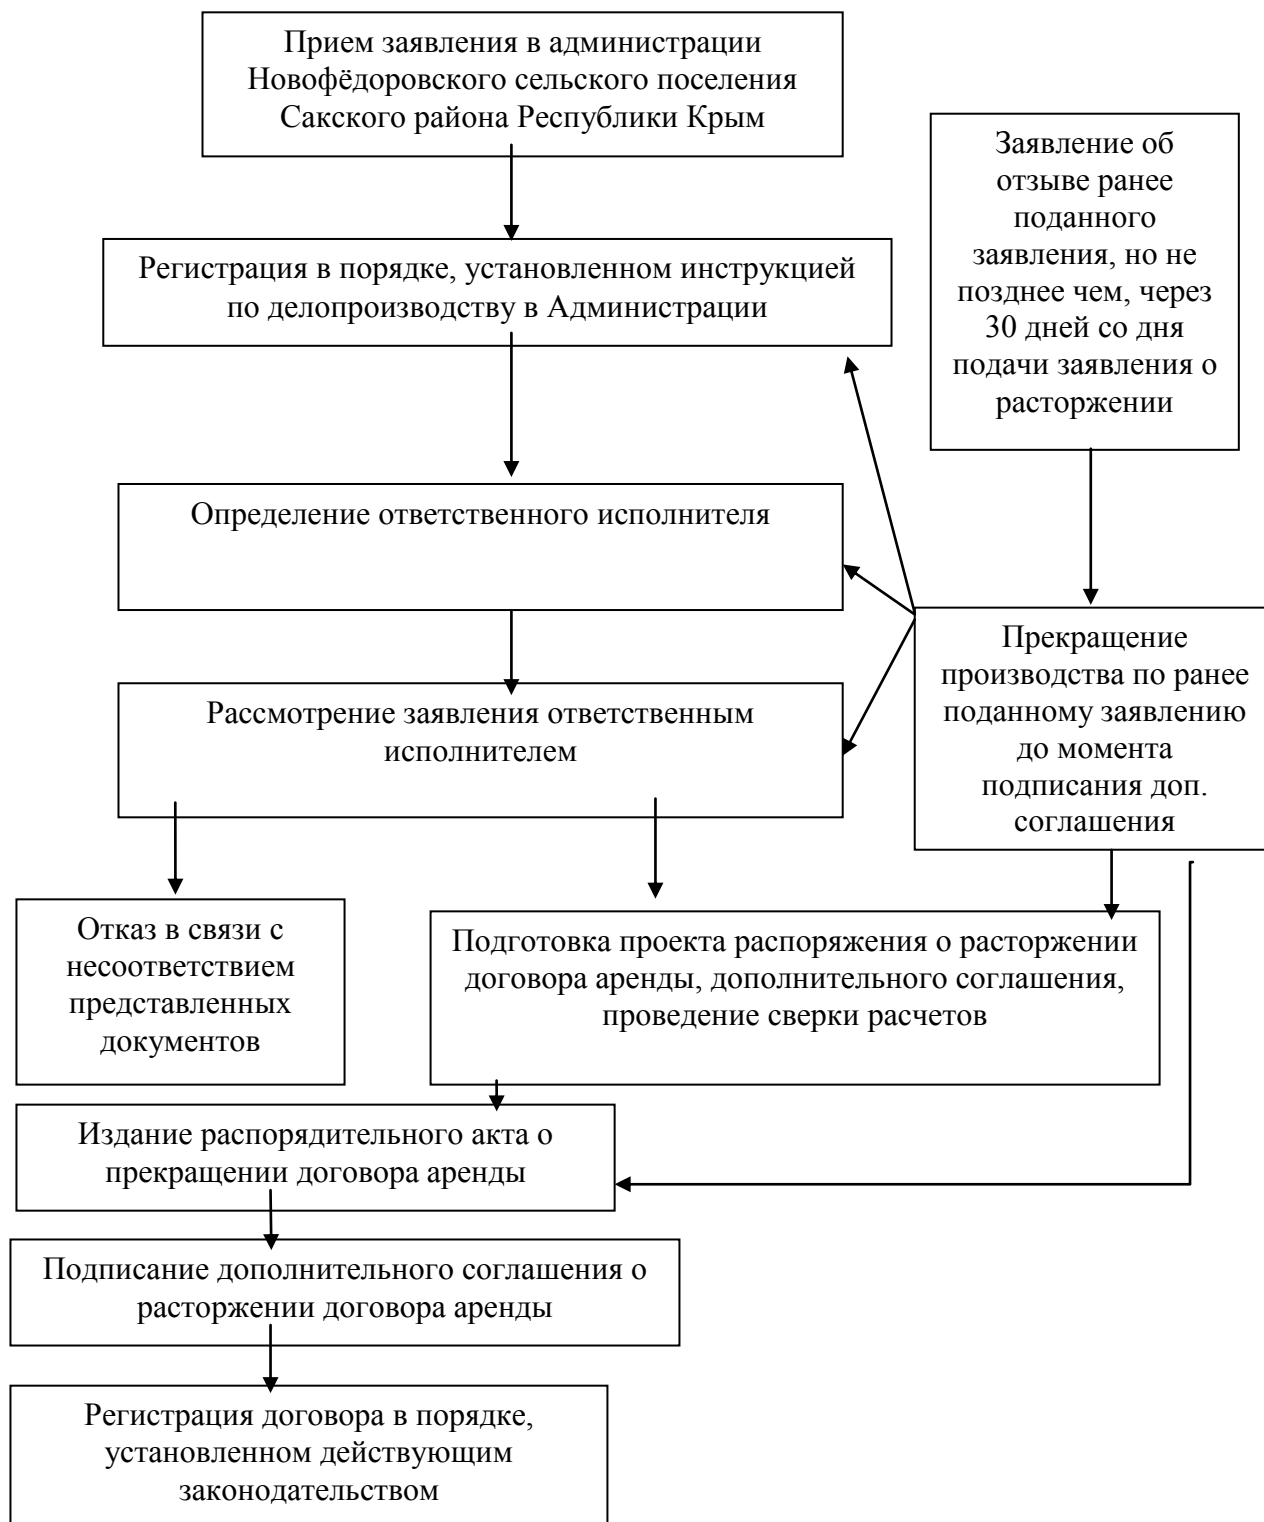 Прием заявления в администрации
Новофёдоровского сельского поселения
Сакского района Республики Крым
Заявление об
отзыве ранее
поданного
заявления, но не
позднее чем, через
30 дней со дня
подачи заявления о
расторжении
Регистрация в порядке, установленном инструкцией
по делопроизводству в Администрации
Определение ответственного исполнителя
Прекращение
производства по ранее
поданному заявлению
до момента
подписания доп.
соглашения
Рассмотрение заявления ответственным
исполнителем
Отказ в связи с
несоответствием
представленных
документов
Подготовка проекта распоряжения о расторжении
договора аренды, дополнительного соглашения,
проведение сверки расчетов
Издание распорядительного акта о
прекращении договора аренды
Подписание дополнительного соглашения о
расторжении договора аренды
Регистрация договора в порядке,
установленном действующим
законодательством